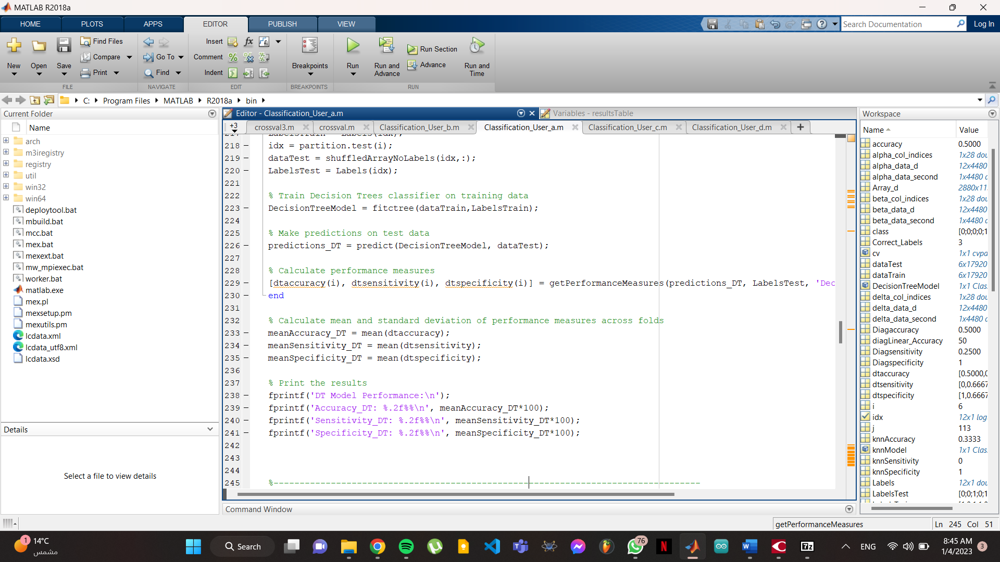 MATLAB R2018a
HOME PLOTS APPS EDITOR PUBLISH VIEW
Search Documentation
Log In
New Open Save
Find Files
Compare
Print
FILE
Go To
Find
NAVIGATE
Insert
Comment
Indent
EDIT
Breakpoints
BREAKPOINTS
Run
Run and Advance
Run Section
Advance
Run and Time
RUN
C: Program Files MATLAB R2018a bin
Current Folder
Name
arch
m3iregistry
registry
util
win32
win64
deploytool.bat
mbuild.bat
mcc.bat
mex.bat
mexext.bat
mw_mpiexec.bat
worker.bat
matlab.exe
mex.pl
mexsetup.pm
mexutils.pm
lcdata.xml
lcdata_utf8.xml
lcdata.xsd
Details
Select a file to view details
Editor - Classification_User_a.m
Variables - resultsTable
+3 crossval3.m crossval.m Classification_User_b.m Classification_User_a.m Classification_User_c.m Classification_User_d.m
218 idx = partition.test(i);
219 dataTest = shuffledArrayNoLabels(idx,:);
220 LabelsTest = Labels(idx);
221
222 % Train Decision Trees classifier on training data
223 DecisionTreeModel = fitctree(dataTrain,LabelsTrain);
224
225 % Make predictions on test data
226 predictions_DT = predict(DecisionTreeModel, dataTest);
227
228 % Calculate performance measures
229 [dtaccuracy(i), dtsensitivity(i), dtspecificity(i)] = getPerformanceMeasures(predictions_DT, LabelsTest, 'Dec
230 end
231
232 % Calculate mean and standard deviation of performance measures across folds
233 meanAccuracy_DT = mean(dtaccuracy);
234 meanSensitivity_DT = mean(dtsensitivity);
235 meanSpecificity_DT = mean(dtspecificity);
236
237 % Print the results
238 fprintf('DT Model Performance:\n');
239 fprintf('Accuracy_DT: %.2f%%\n', meanAccuracy_DT*100);
240 fprintf('Sensitivity_DT: %.2f%%\n', meanSensitivity_DT*100);
241 fprintf('Specificity_DT: %.2f%%\n', meanSpecificity_DT*100);
242
243
244
245 %----------------------------------------------------------------------------------
Command Window
Workspace
Name Value
accuracy 0.5000
alpha_col_indices 1x28 dou
alpha_data_d 12x4480
alpha_data_second 1x4480 d
Array_d 2880x11
beta_col_indices 1x28 dou
beta_data_d 12x4480
beta_data_second 1x4480 d
class [0;0;0;0;1
Correct_Labels 3
cv 1x1 cvpa
dataTest 6x17920
dataTrain 6x17920
DecisionTreeModel 1x1 Clas
delta_col_indices 1x28 dou
delta_data_d 12x4480
delta_data_second 1x4480 d
Diagaccuracy 0.5000
diagLinear_Accuracy 50
Diagsensitivity 0.2500
Diagspecificity 1
dtaccuracy [0.5000,0
dtsensitivity [0,0.6667
dtspecificity [1,0.6667
i 6
idx 12x1 log
j 113
knnAccuracy 0.3333
knnModel 1x1 Clas
knnSensitivity 0
knnSpecificity 1
Labels 12x1 dou
LabelsTest [0;0;1;0;1
getPerformanceMeasures
Ln 245 Col 51
1
14°C
مشمس
Search
76
N
7z
ENG
8:45 AM
1/4/2023
3